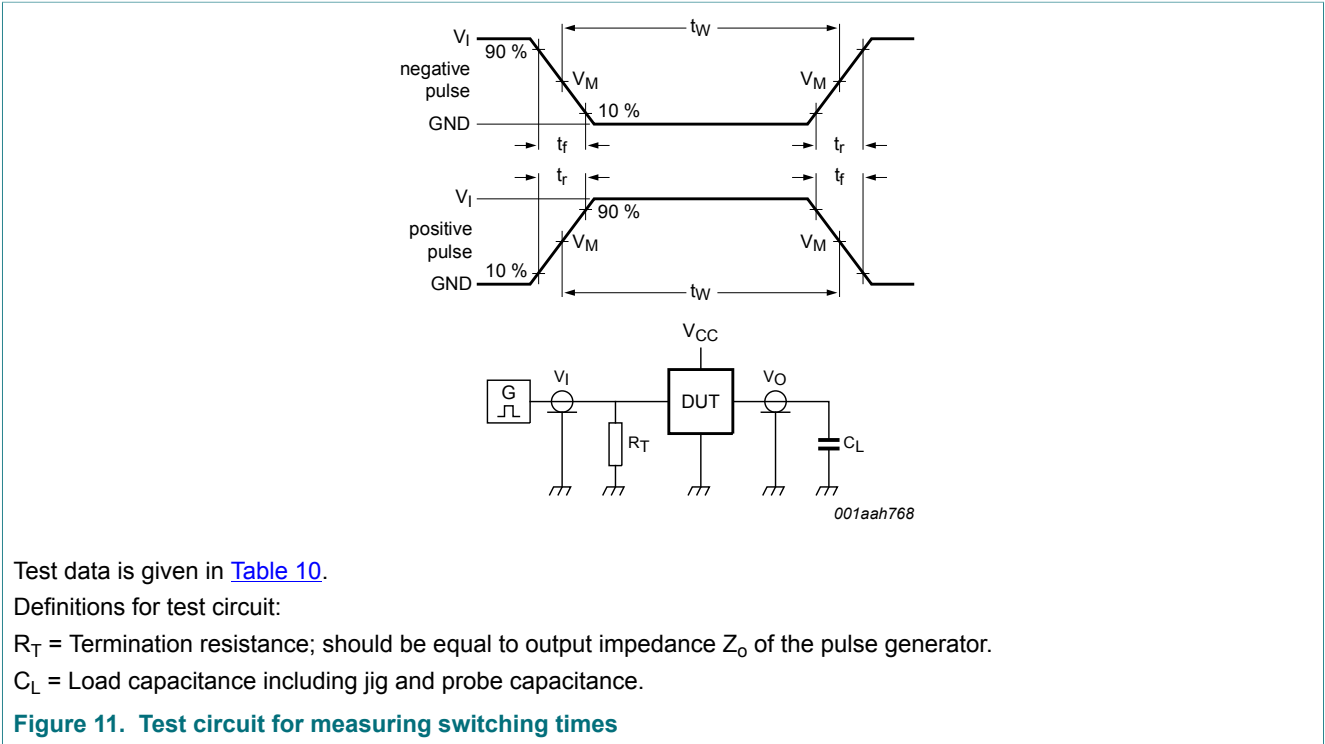 tW
VI
90 %
negative
pulse
VM
VM
10 %
GND
tf
tr
tr
tf
VI
90 %
positive
pulse
VM
VM
10 %
GND
tW
VCC
VI
VO
G
DUT
RT
CL
001aah768
Test data is given in Table 10.
Definitions for test circuit:
RT = Termination resistance; should be equal to output impedance Zo of the pulse generator.
CL = Load capacitance including jig and probe capacitance.
Figure 11. Test circuit for measuring switching times